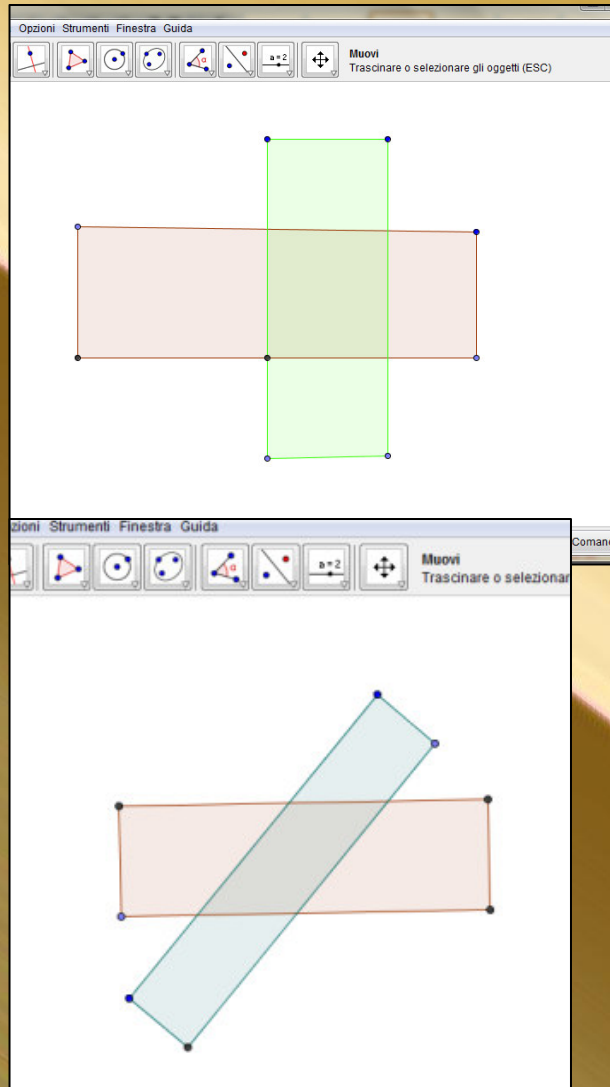 Opzioni Strumenti Finestra Guida
a = 2
Muovi
Trascinare o selezionare gli oggetti (ESC)
zioni Strumenti Finestra Guida
a = 2
Muovi
Trascinare o selezionar
Comand